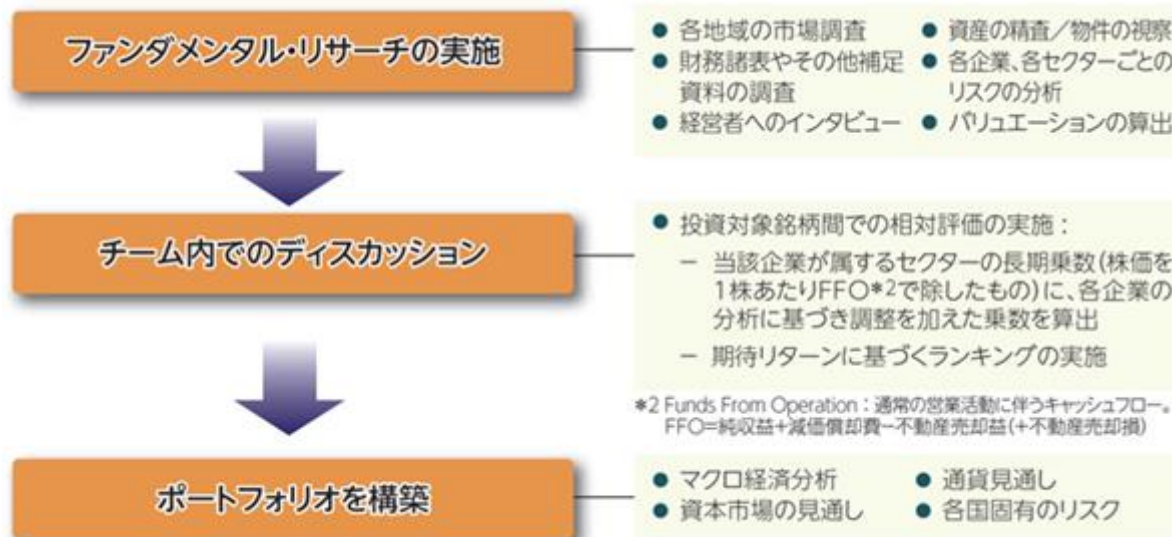 ファンダメンタル・リサーチの実施
● 各地域の市場調査
● 財務諸表やその他補足
資料の調査
● 経営者へのインタビュー
● 資産の精査／物件の視察
● 各企業、各セクターごとの
リスクの分析
● バリュエーションの算出
チーム内でのディスカッション
● 投資対象銘柄間での相対評価の実施：
− 当該企業が属するセクターの長期乗数(株価を
1株あたりFFO*2で除したもの)に、各企業の
分析に基づき調整を加えた乗数を算出
− 期待リターンに基づくランキングの実施
*2 Funds From Operation：通常の営業活動に伴うキャッシュフロー。
FFO=純収益+減価償却費−不動産売却益(+不動産売却損)
ポートフォリオを構築
● マクロ経済分析
● 資本市場の見通し
● 通貨見通し
● 各国固有のリスク